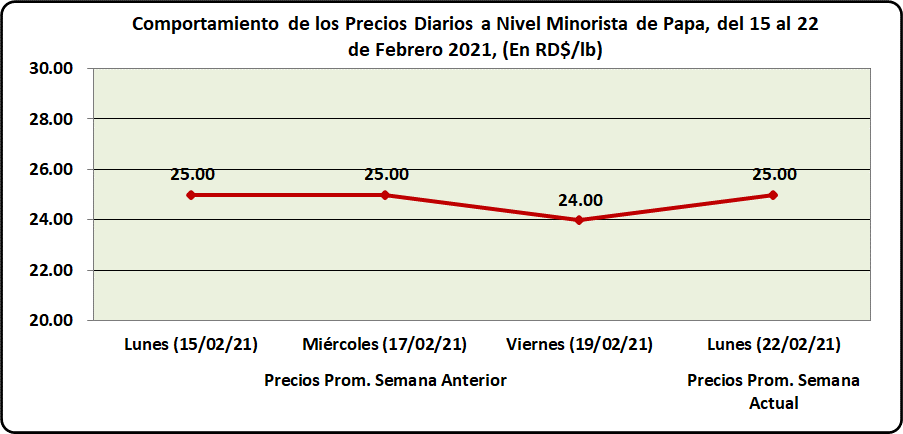 Comportamiento de los Precios Diarios a Nivel Minorista de Papa, del 15 al 22
de Febrero 2021, (En RD$/lb)
30.00
28.00
26.00
24.00
22.00
20.00
25.00
25.00
24.00
25.00
Lunes (15/02/21)
Miércoles (17/02/21)
Viernes (19/02/21)
Lunes (22/02/21)
Precios Prom. Semana Anterior
Precios Prom. Semana
Actual